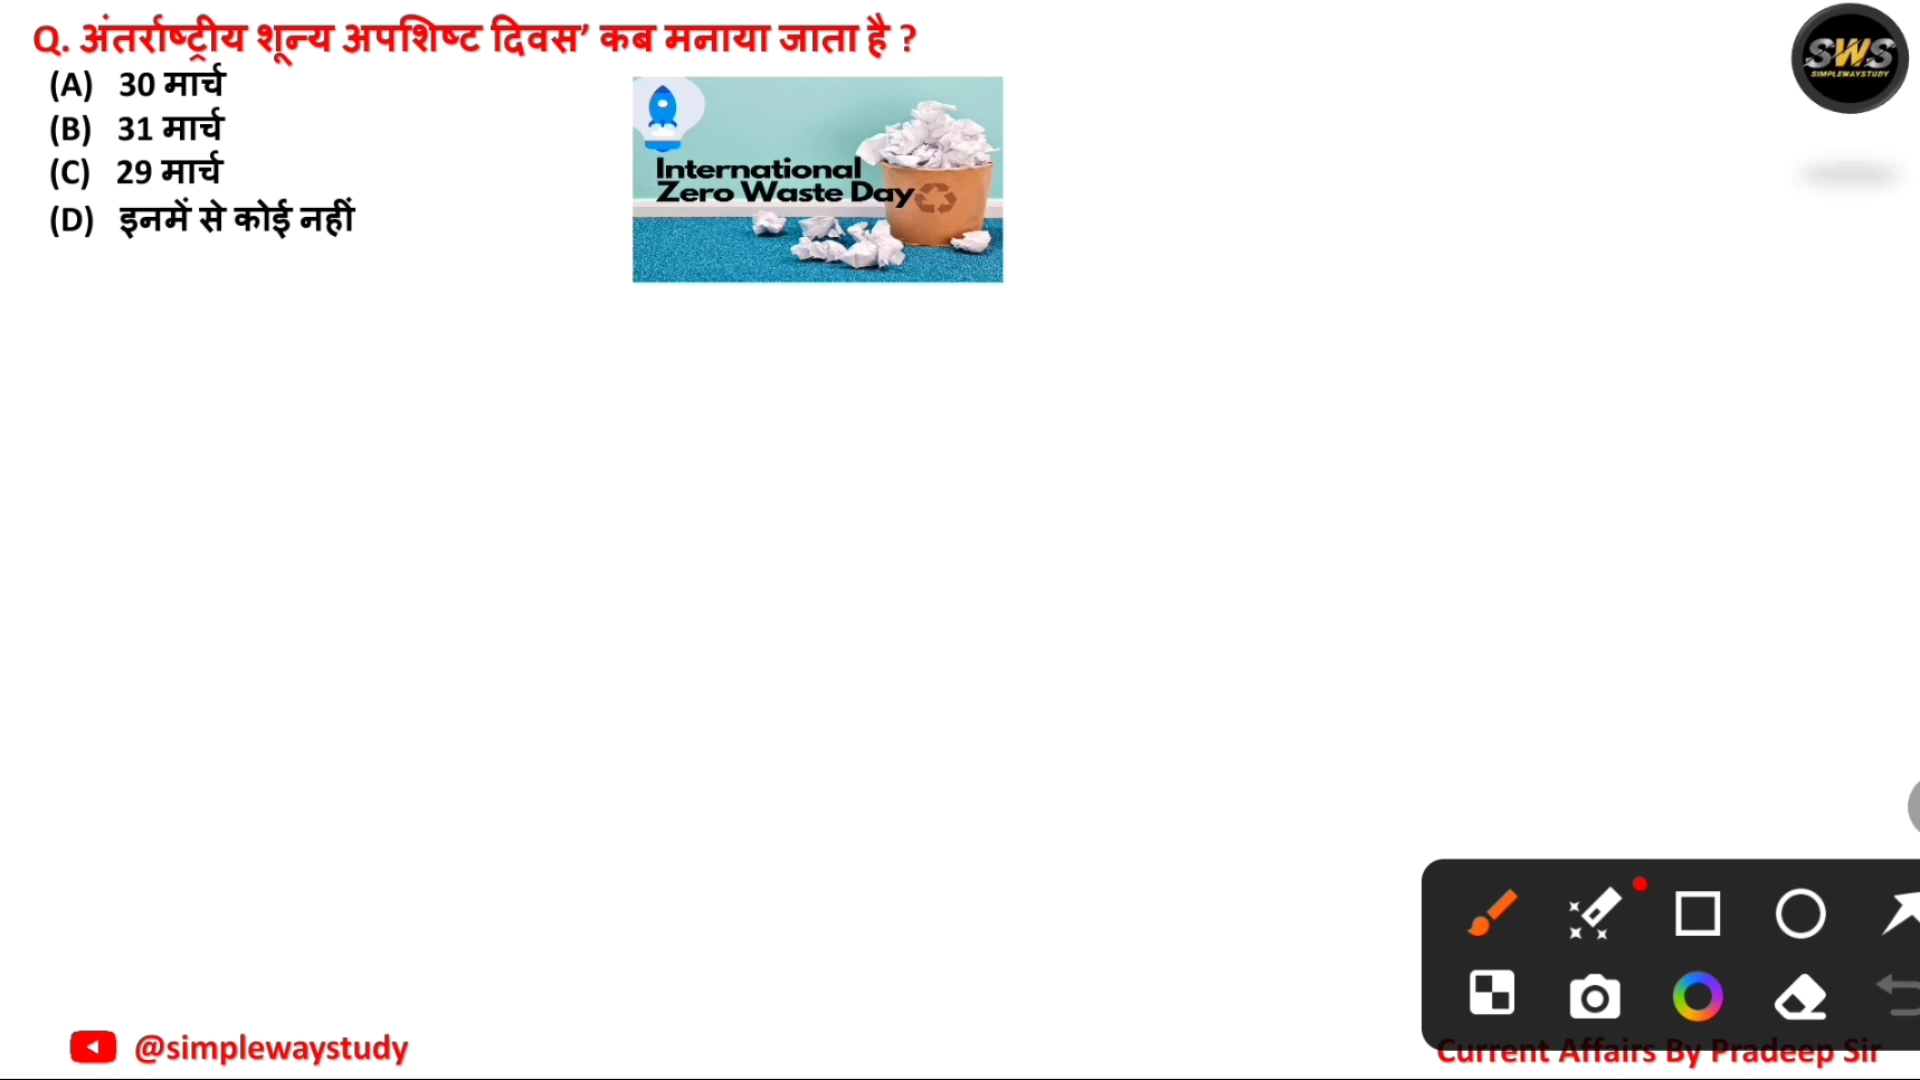 Q. अंतर्राष्ट्रीय शून्य अपशिष्ट दिवस’ कब मनाया जाता है ?
(A) 30 मार्च
(B) 31 मार्च
(C) 29 मार्च
(D) इनमें से कोई नहीं
International
Zero Waste Day
SWS
SIMPLEWAYSTUDY
@simplewaystudy
Current Affairs By Pradeep Sir